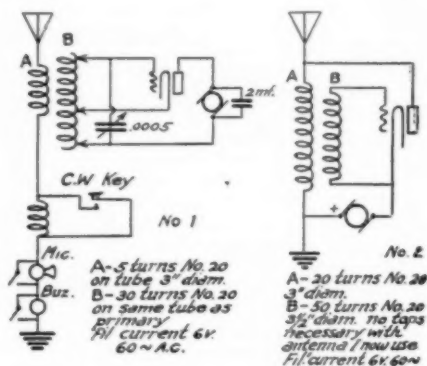 A
B
2mf.
.0005
C.W Key
No 1
Mic.
Buz.
A-5 turns No. 20
on tube 3" diam.
B-30 turns No. 20
on same tube as
primary
Fil current 6v.
60~ A.C.
A
B
+
No. 2
A-20 turns No. 20
3" diam.
B-50 turns No. 20
3½" diam. no taps
necessary with
antenna I now use
Fil. current 6v. 60~